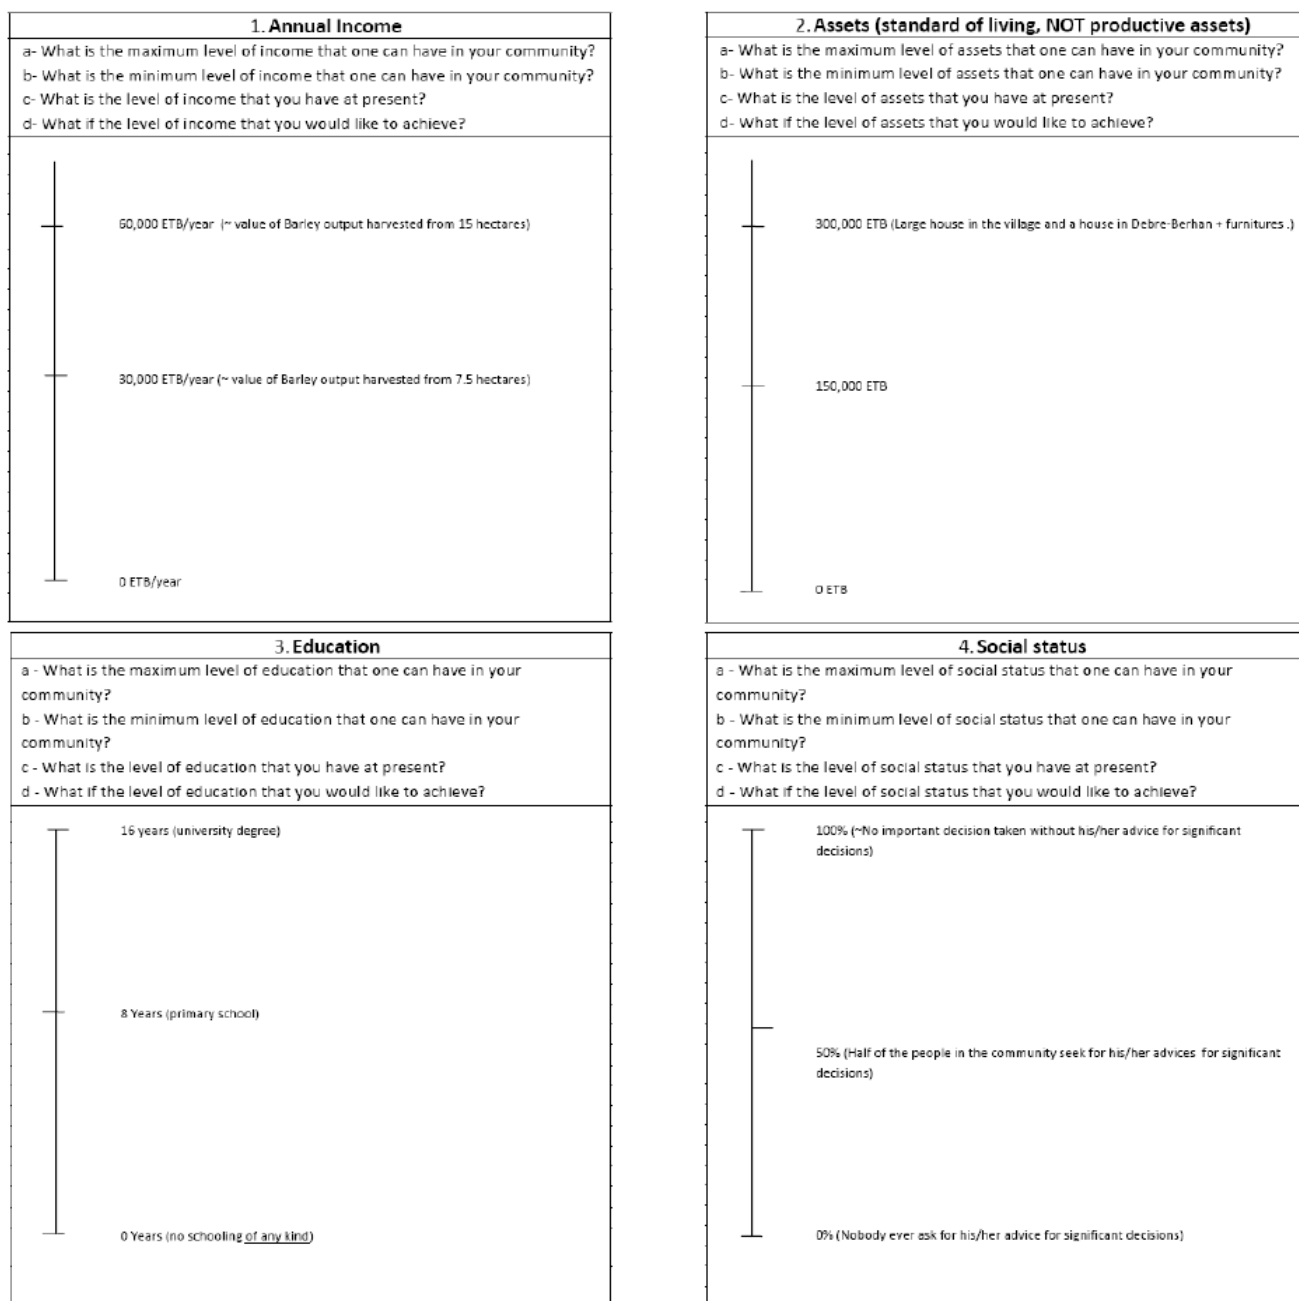 1. Annual Income
a- What is the maximum level of income that one can have in your community?
b- What is the minimum level of income that one can have in your community?
c- What is the level of income that you have at present?
d- What if the level of income that you would like to achieve?
60,000 ETB/year (~ value of Barley output harvested from 15 hectares)
30,000 ETB/year (~ value of Barley output harvested from 7.5 hectares)
0 ETB/year
2. Assets (standard of living, NOT productive assets)
a- What is the maximum level of assets that one can have in your community?
b- What is the minimum level of assets that one can have in your community?
c- What is the level of assets that you have at present?
d- What if the level of assets that you would like to achieve?
300,000 ETB (Large house in the village and a house in Debre-Berhan + furnitures .)
150,000 ETB
0 ETB
3. Education
a - What is the maximum level of education that one can have in your
community?
b - What is the minimum level of education that one can have in your
community?
c - What is the level of education that you have at present?
d - What if the level of education that you would like to achieve?
16 years (university degree)
8 Years (primary school)
0 Years (no schooling of any kind)
4. Social status
a - What is the maximum level of social status that one can have in your
community?
b - What is the minimum level of social status that one can have in your
community?
c - What is the level of social status that you have at present?
d - What if the level of social status that you would like to achieve?
100% (~No important decision taken without his/her advice for significant
decisions)
50% (Half of the people in the community seek for his/her advices for significant
decisions)
0% (Nobody ever ask for his/her advice for significant decisions)